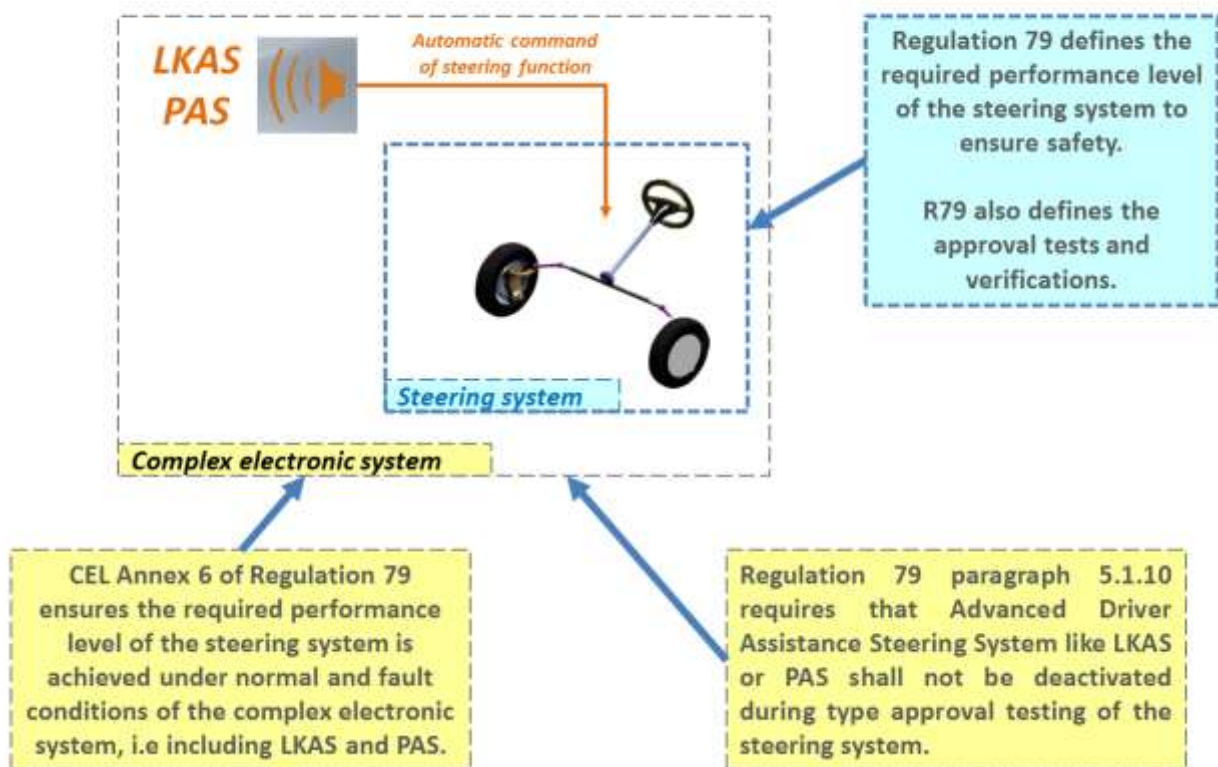 LKAS
PAS
Automatic command
of steering function
Regulation 79 defines the
required performance level
of the steering system to
ensure safety.
R79 also defines the
approval tests and
verifications.
Steering system
Complex electronic system
CEL Annex 6 of Regulation 79
ensures the required performance
level of the steering system is
achieved under normal and fault
conditions of the complex electronic
system, i.e including LKAS and PAS.
Regulation 79 paragraph 5.1.10
requires that Advanced Driver
Assistance Steering System like LKAS
or PAS shall not be deactivated
during type approval testing of the
steering system.